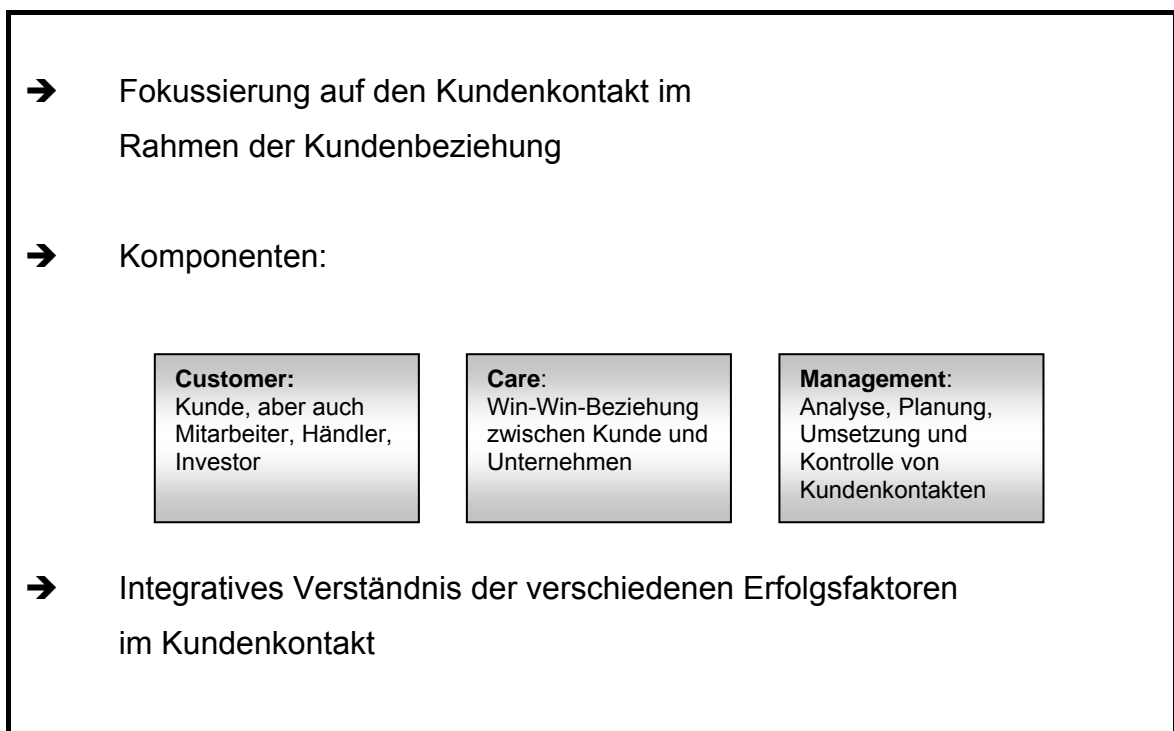 ➔ Fokussierung auf den Kundenkontakt im
Rahmen der Kundenbeziehung
➔ Komponenten:
Customer:
Kunde, aber auch
Mitarbeiter, Händler,
Investor
Care:
Win-Win-Beziehung
zwischen Kunde und
Unternehmen
Management:
Analyse, Planung,
Umsetzung und
Kontrolle von
Kundenkontakten
➔ Integratives Verständnis der verschiedenen Erfolgsfaktoren
im Kundenkontakt